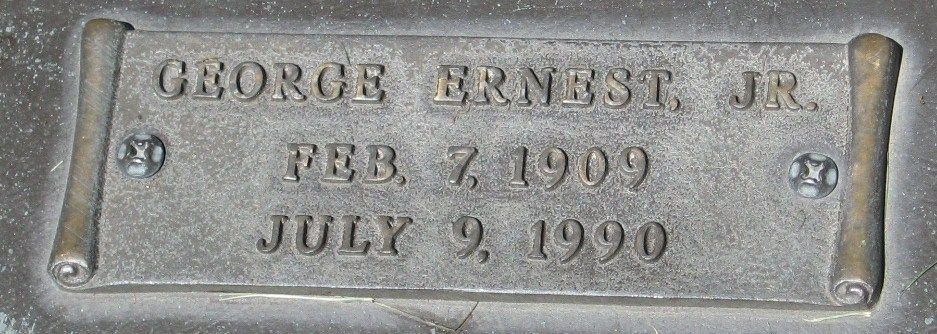 GEORGE ERNEST, JR.
FEB. 7, 1909
JULY 9, 1990